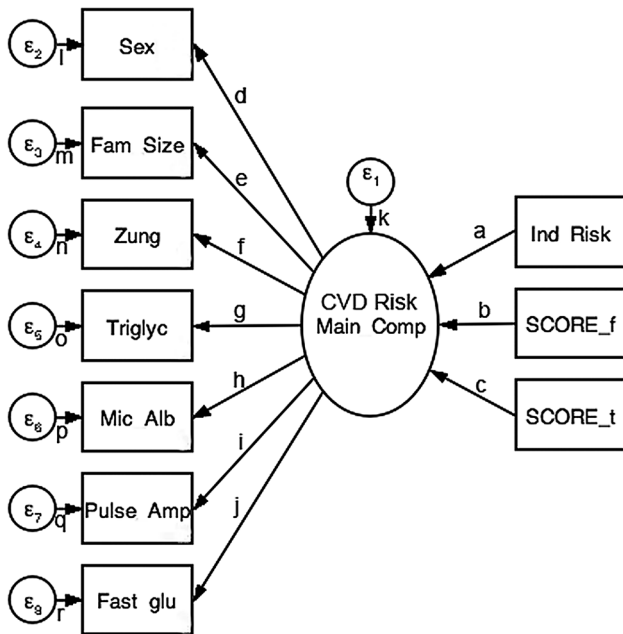 ε2
l
Sex
d
ε3
m
Fam Size
e
ε1
k
ε4
n
Zung
f
a
Ind Risk
CVD Risk
Main Comp
ε5
o
Triglyc
g
b
SCORE_f
ε6
p
Mic Alb
h
c
SCORE_t
ε7
q
Pulse Amp
i
j
ε8
r
Fast glu